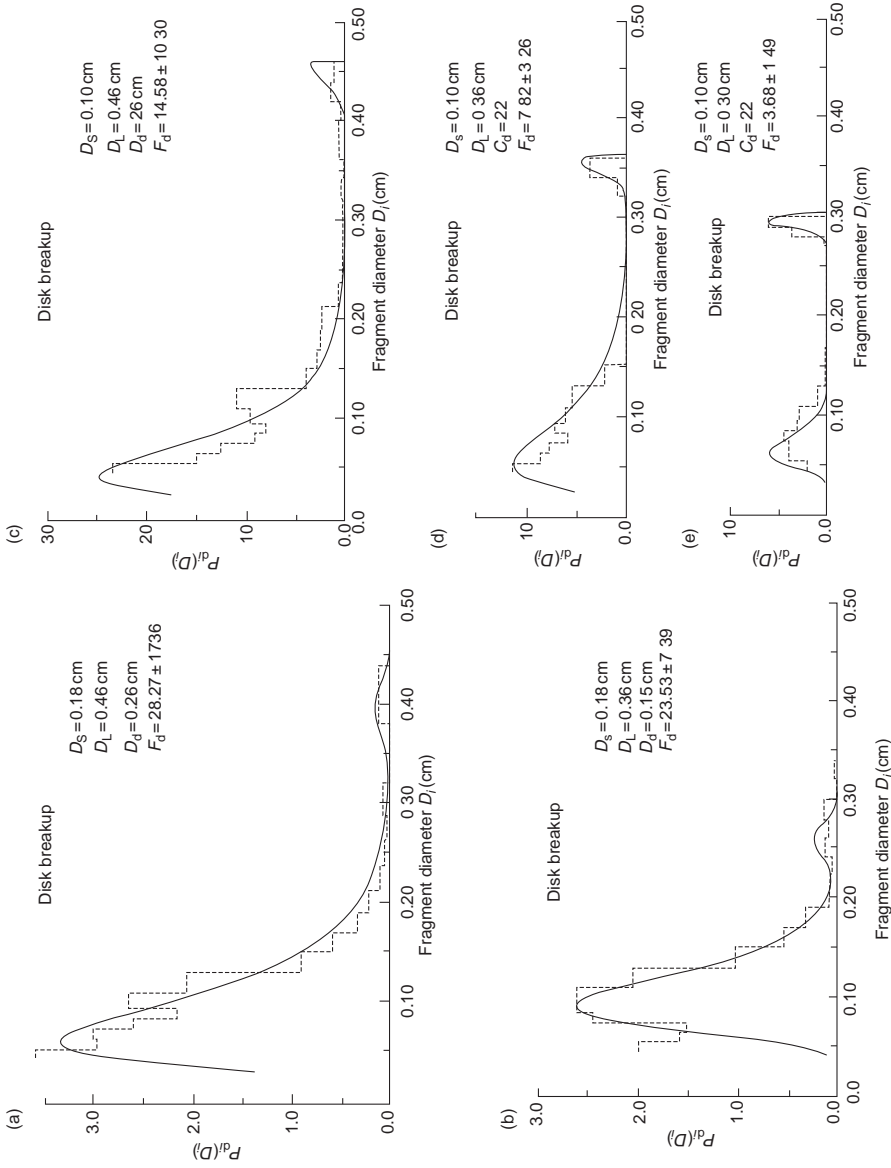 (a)
Disk breakup
D_S = 0.18 cm
D_L = 0.46 cm
D_d = 0.26 cm
F_d = 28.27 ± 1736
P_di(D_i)
3.0
2.0
1.0
0.0
0.10 0.20 0 30 0.40 0.50
Fragment diameter D_i (cm)
(b)
Disk breakup
D_s = 0.18 cm
D_L = 0.36 cm
D_d = 0.15 cm
F_d = 23.53 ± 7 39
P_di(D_i)
3.0
2.0
1.0
0.0
0.0 0.10 0.20 0.30 0.40 0.50
Fragment diameter D_i (cm)
(c)
Disk breakup
D_S = 0.10 cm
D_L = 0.46 cm
D_d = 26 cm
F_d = 14.58 ± 10 30
P_di(D_i)
30
20
10
0.0
0.0 0.10 0.20 0.30 0.40 0.50
Fragment diameter D_i (cm)
(d)
Disk breakup
D_s = 0.10 cm
D_L = 0 36 cm
C_d = 22
F_d = 7 82 ± 3 26
P_di(D_i)
10
0.0
0.10 0.20 0.30 0.40 0.50
Fragment diameter D_i (cm)
(e)
Disk breakup
D_s = 0.10 cm
D_L = 0.30 cm
C_d = 22
F_d = 3.68 ± 1 49
P_di(D_i)
10
0.0
0.10 0.20 0.30 0.40 0.50
Fragment diameter D_i (cm)